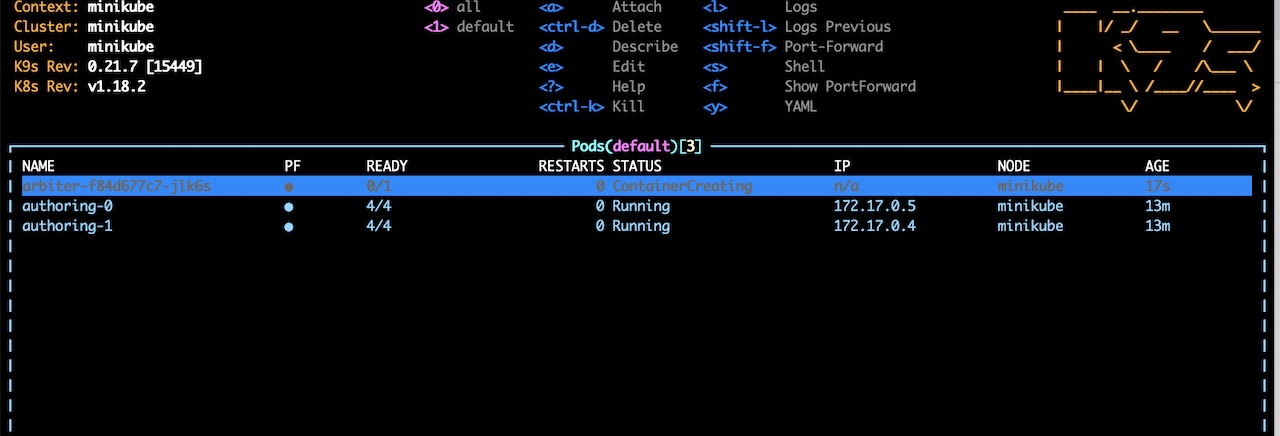 Context: minikube <0> all <a> Attach <l> Logs
Cluster: minikube <1> default <ctrl-d> Delete <shift-l> Logs Previous
User: minikube <d> Describe <shift-f> Port-Forward
K9s Rev: 0.21.7 [15449] <e> Edit <s> Shell
K8s Rev: v1.18.2 <?> Help <f> Show PortForward
<ctrl-k> Kill <y> YAML
Pods(default)[3]
NAME PF READY RESTARTS STATUS IP NODE AGE
arbiter-f84d677c7-jlk6s ● 0/1 0 ContainerCreating n/a minikube 17s
authoring-0 ● 4/4 0 Running 172.17.0.5 minikube 13m
authoring-1 ● 4/4 0 Running 172.17.0.4 minikube 13m